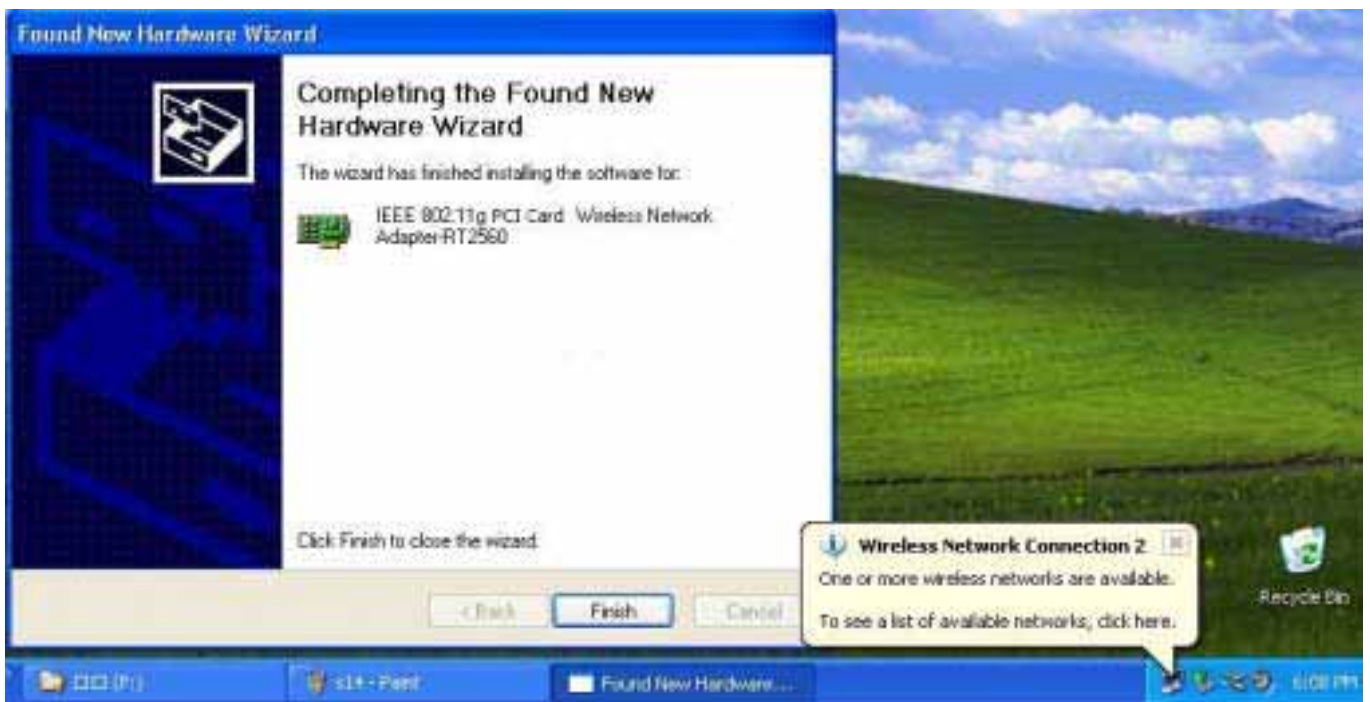 Found New Hardware Wizard
Completing the Found New
Hardware Wizard
The wizard has finished installing the software for:
IEEE 802.11g PCI Card Wireless Network
Adapter-RT2560
Click Finish to close the wizard.
< Back
Finish
Cancel
Wireless Network Connection 2
One or more wireless networks are available.
To see a list of available networks, click here.
Recycle Bin
s14 - Paint
Found New Hardware...